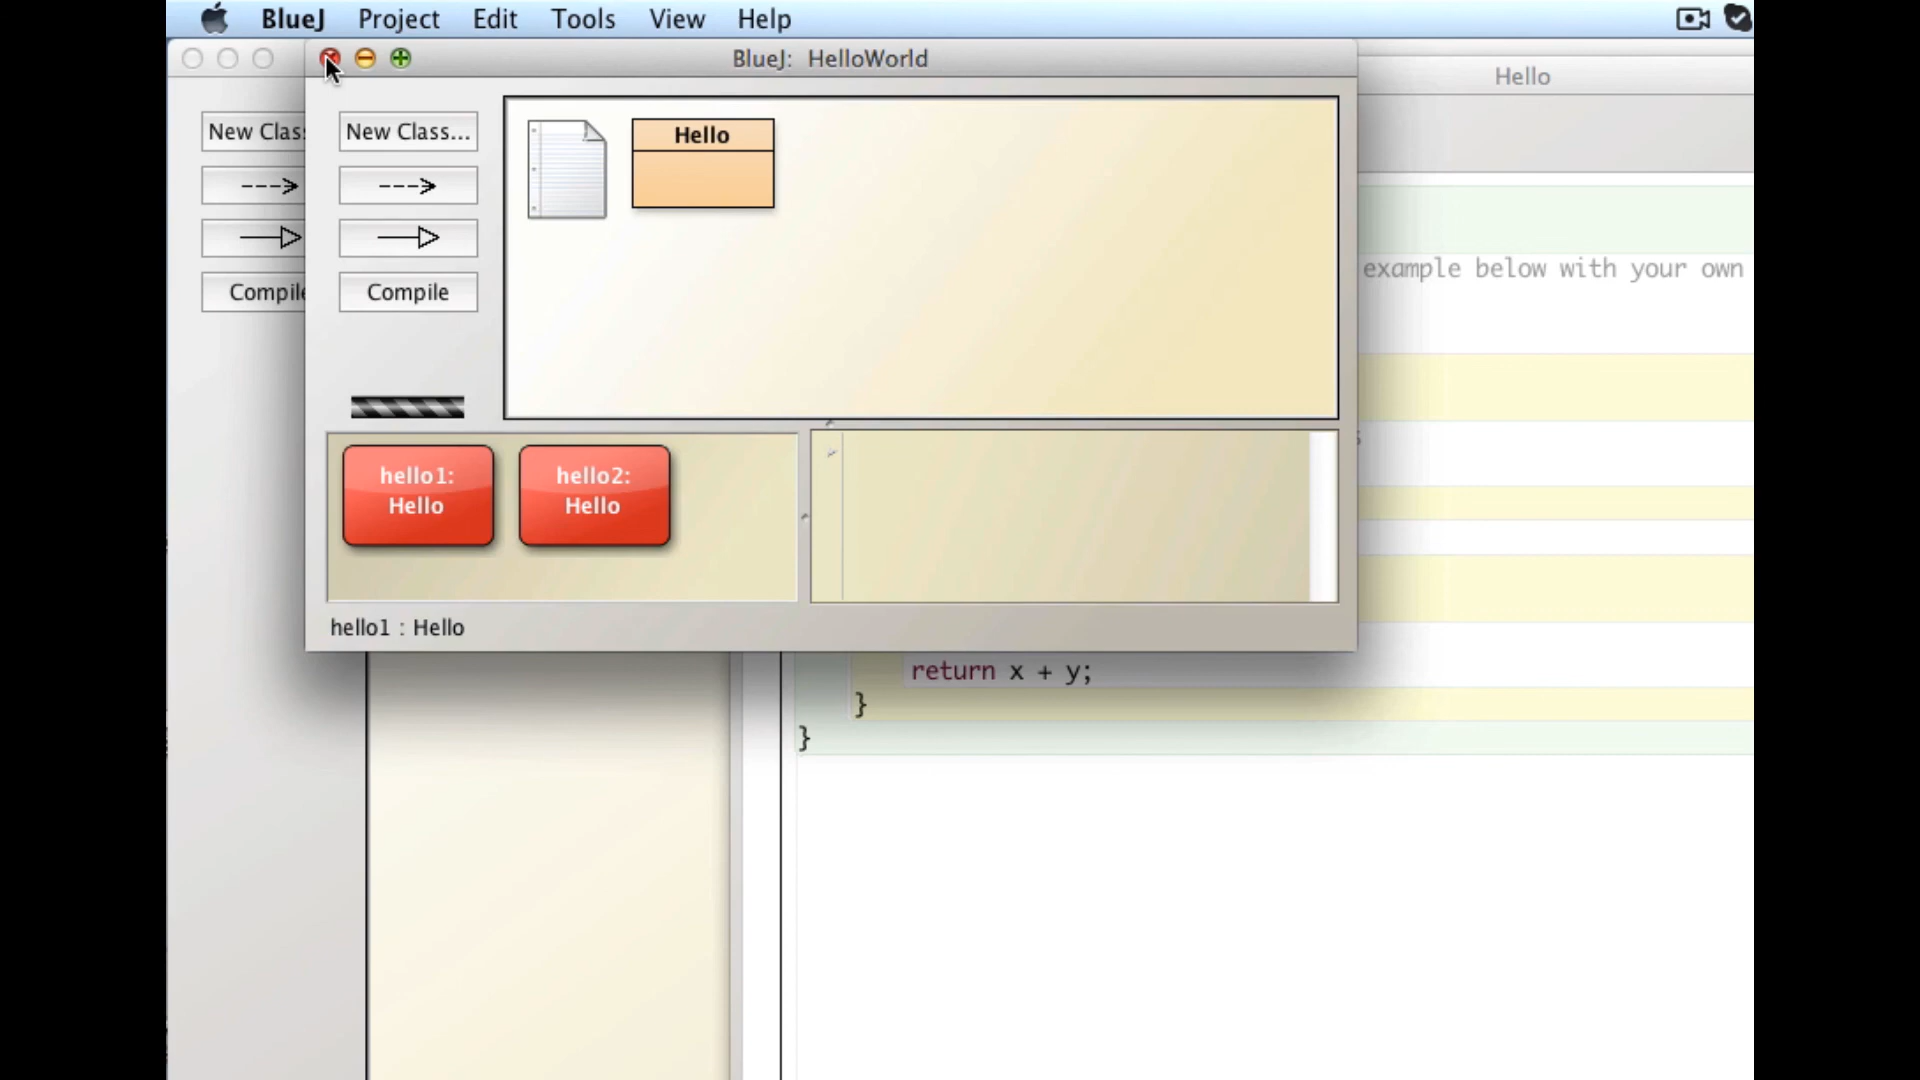 BlueJ Project Edit Tools View Help
BlueJ: HelloWorld
Hello
New Clas
New Class...
Hello
example below with your own
Compile
Compile
hello1:
Hello
hello2:
Hello
hello1 : Hello
return x + y;
}
}